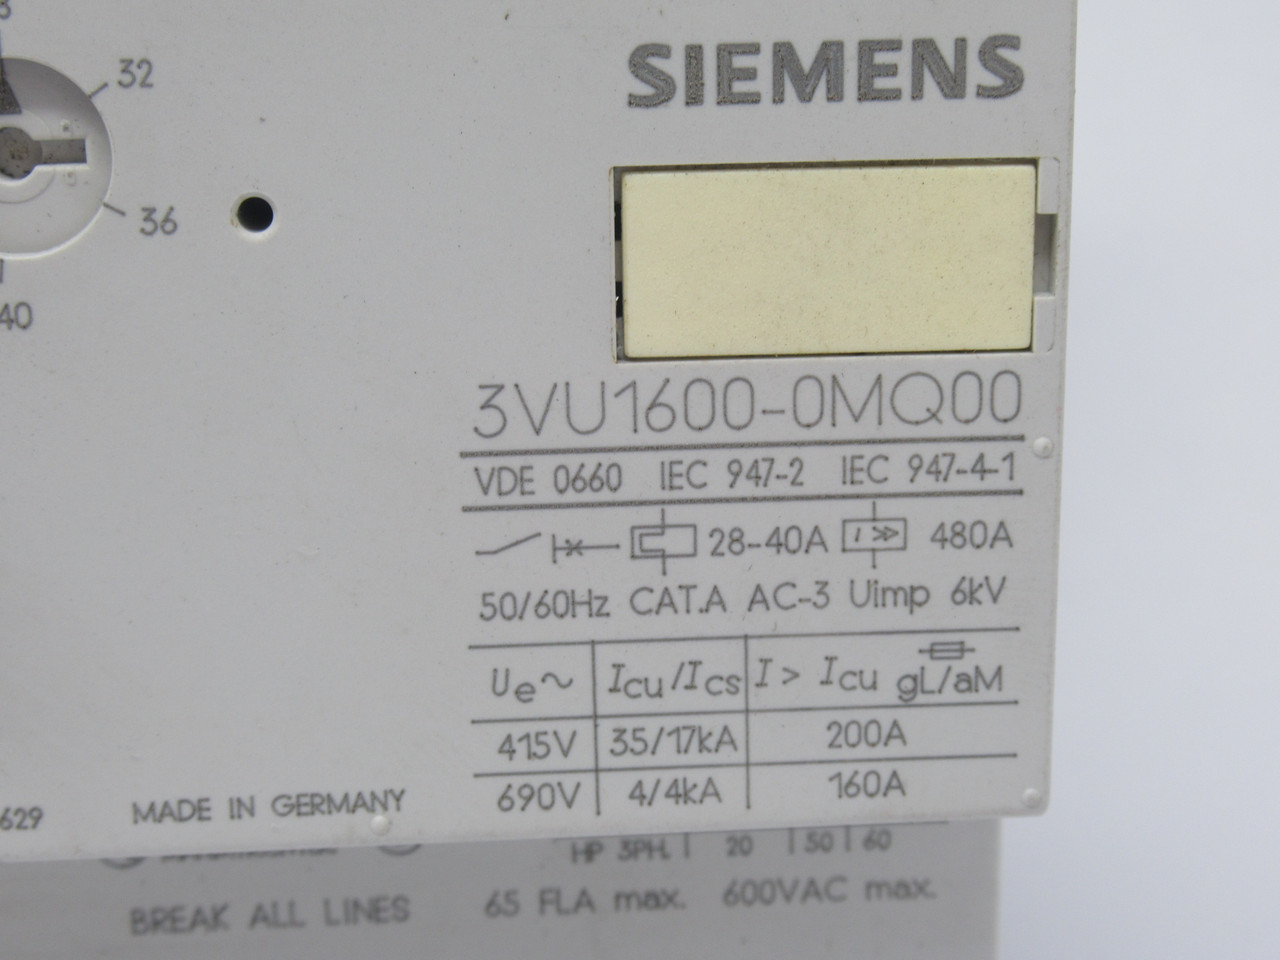 SIEMENS
32
36
40
3VU1600-0MQ00
VDE 0660 IEC 947-2 IEC 947-4-1
28-40A I >> 480A
50/60Hz CAT.A AC-3 Uimp 6kV
Ue~ Icu/Ics I > Icu gL/aM
415V 35/17kA 200A
690V 4/4kA 160A
629 MADE IN GERMANY
HP 3PH. 20 50 60
BREAK ALL LINES 65 FLA max. 600VAC max.